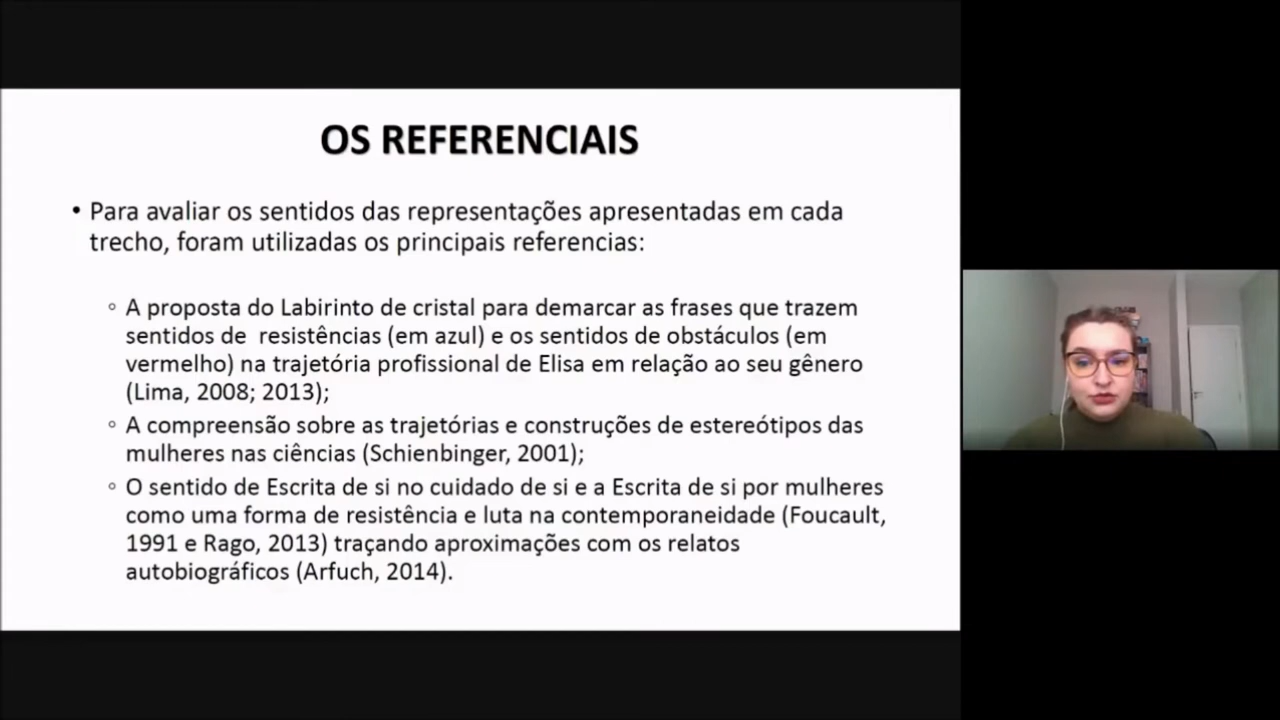 OS REFERENCIAIS
• Para avaliar os sentidos das representações apresentadas em cada
trecho, foram utilizadas os principais referencias:
◦ A proposta do Labirinto de cristal para demarcar as frases que trazem
sentidos de resistências (em azul) e os sentidos de obstáculos (em
vermelho) na trajetória profissional de Elisa em relação ao seu gênero
(Lima, 2008; 2013);
◦ A compreensão sobre as trajetórias e construções de estereótipos das
mulheres nas ciências (Schienbinger, 2001);
◦ O sentido de Escrita de si no cuidado de si e a Escrita de si por mulheres
como uma forma de resistência e luta na contemporaneidade (Foucault,
1991 e Rago, 2013) traçando aproximações com os relatos
autobiográficos (Arfuch, 2014).